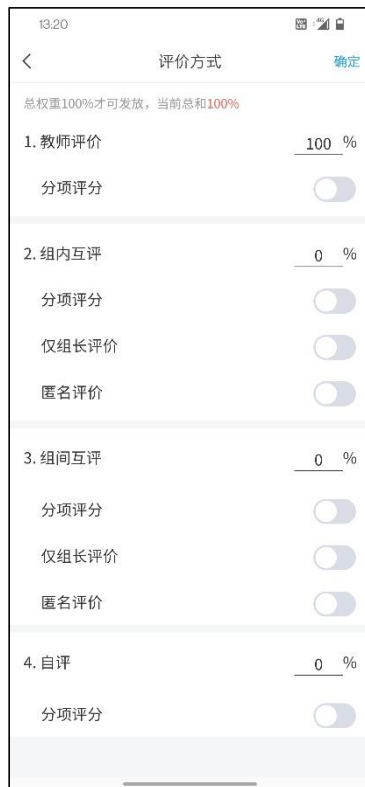 13:20
评价方式 确定
总权重100%才可发放，当前总和100%
1. 教师评价 100 %
分项评分
2. 组内互评 0 %
分项评分
仅组长评价
匿名评价
3. 组间互评 0 %
分项评分
仅组长评价
匿名评价
4. 自评 0 %
分项评分